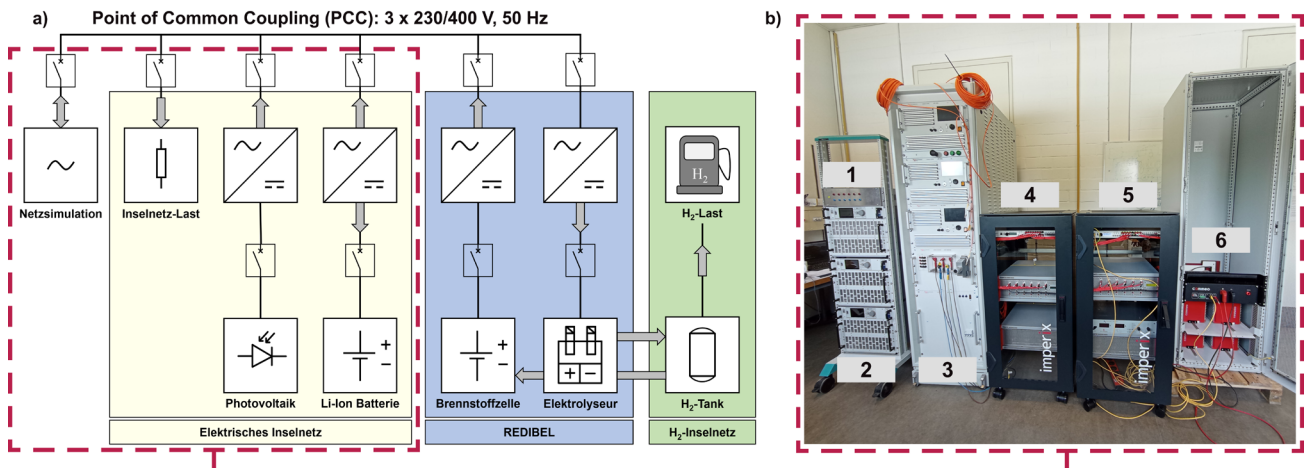 a)
Point of Common Coupling (PCC): 3 x 230/400 V, 50 Hz
b)
Netzsimulation
Inselnetz-Last
H₂
H₂-Last
Photovoltaik
Li-Ion Batterie
+
−
Brennstoffzelle
+
−
Elektrolyseur
+ −
H₂-Tank
Elektrisches Inselnetz
REDIBEL
H₂-Inselnetz
1
2
3
4
5
6
imperix
imperix